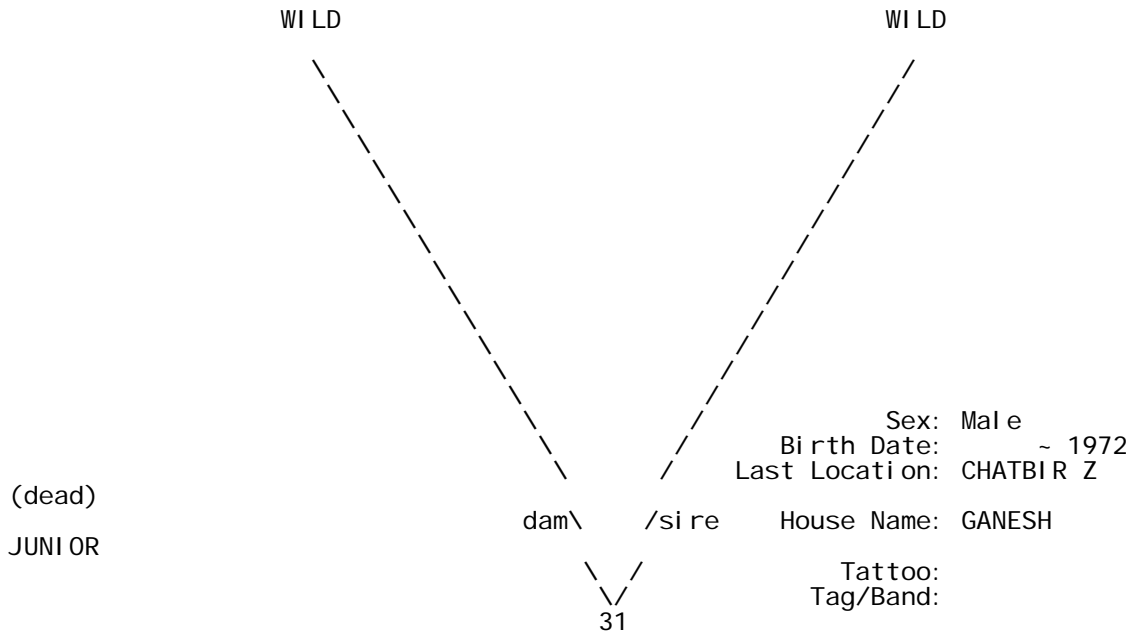 WILD WILD
Sex: Male
Birth Date: ~ 1972
Last Location: CHATBIR Z
(dead)
dam\ /sire House Name: GANESH
JUNIOR
Tattoo:
Tag/Band:
31